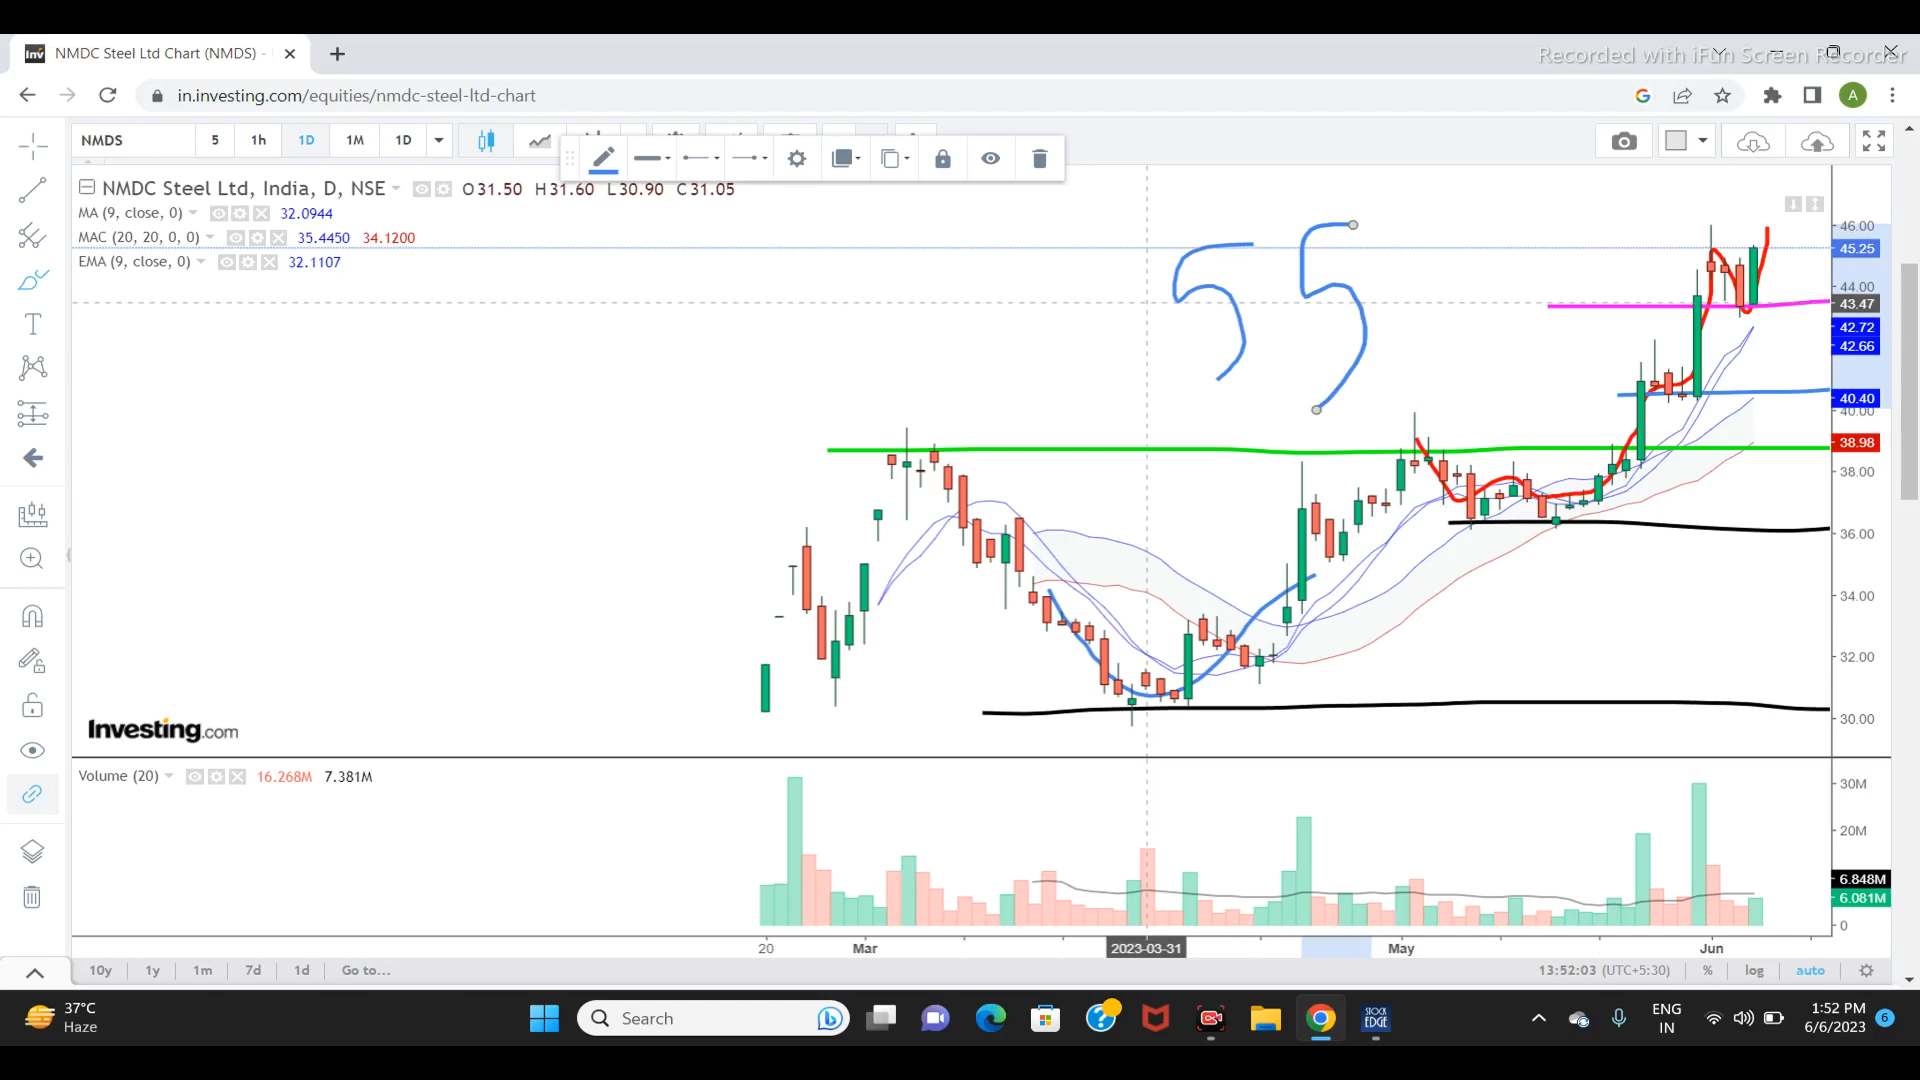 NMDC Steel Ltd Chart (NMDS) -
Recorded with iFun Screen Recorder
in.investing.com/equities/nmdc-steel-ltd-chart
A
NMDS 5 1h 1D 1M 1D
NMDC Steel Ltd, India, D, NSE O31.50 H31.60 L30.90 C31.05
MA (9, close, 0) 32.0944
MAC (20, 20, 0, 0) 35.4450 34.1200
EMA (9, close, 0) 32.1107
55
46.00
45.25
44.00
43.47
42.72
42.66
40.40
40.00
38.98
38.00
36.00
34.00
32.00
30.00
Investing.com
Volume (20) 16.268M 7.381M
30M
20M
6.848M
6.081M
0
20 Mar 2023-03-31 May Jun
10y 1y 1m 7d 1d Go to... 13:52:03 (UTC+5:30) % log auto
37°C
Haze
Search
STOCK
EDGE
ENG
IN
1:52 PM
6/6/2023
6